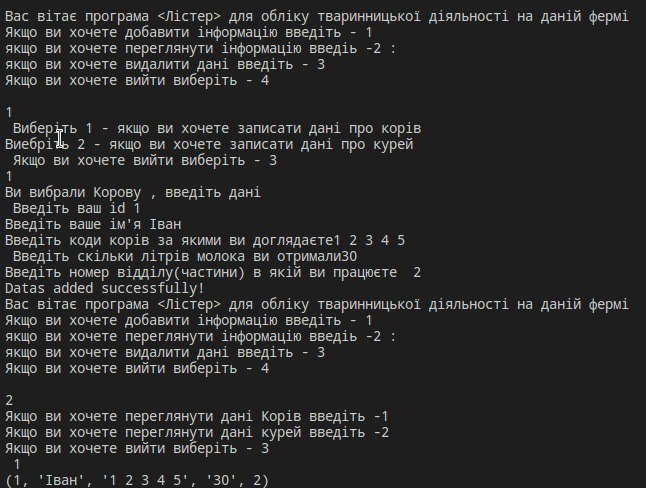 Вас вітає програма <Лістер> для обліку тваринницької діяльності на даній фермі
Якщо ви хочете добавити інформацію введіть - 1
якщо ви хочете переглянути інформацію введіь -2 :
якщо ви хочете видалити дані введіть - 3
Якщо ви хочете вийти виберіть - 4

1
 Виберіть 1 - якщо ви хочете записати дані про корів
Виебріть 2 - якщо ви хочете записати дані про курей
 Якщо ви хочете вийти виберіть - 3
1
Ви вибрали Корову , введіть дані
 Введіть ваш id 1
Введіть ваше ім'я Іван
Введіть коди корів за якими ви доглядаєте1 2 3 4 5
 Введіть скільки літрів молока ви отримали30
Введіть номер відділу(частини) в якій ви працюєте  2
Datas added successfully!
Вас вітає програма <Лістер> для обліку тваринницької діяльності на даній фермі
Якщо ви хочете добавити інформацію введіть - 1
якщо ви хочете переглянути інформацію введіь -2 :
якщо ви хочете видалити дані введіть - 3
Якщо ви хочете вийти виберіть - 4

2
Якщо ви хочете переглянути дані Корів введіть -1
Якщо ви хочете переглянути дані курей введіть -2
Якщо ви хочете вийти виберіть - 3
 1
(1, 'Іван', '1 2 3 4 5', '30', 2)